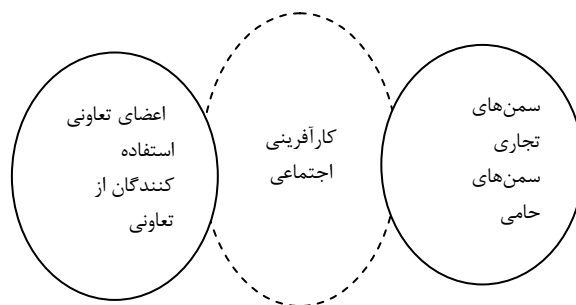 سمن‌های
تجاری
سمن‌های
حامی
کارآفرینی
اجتماعی
اعضای تعاونی
استفاده
کنندگان از
تعاونی